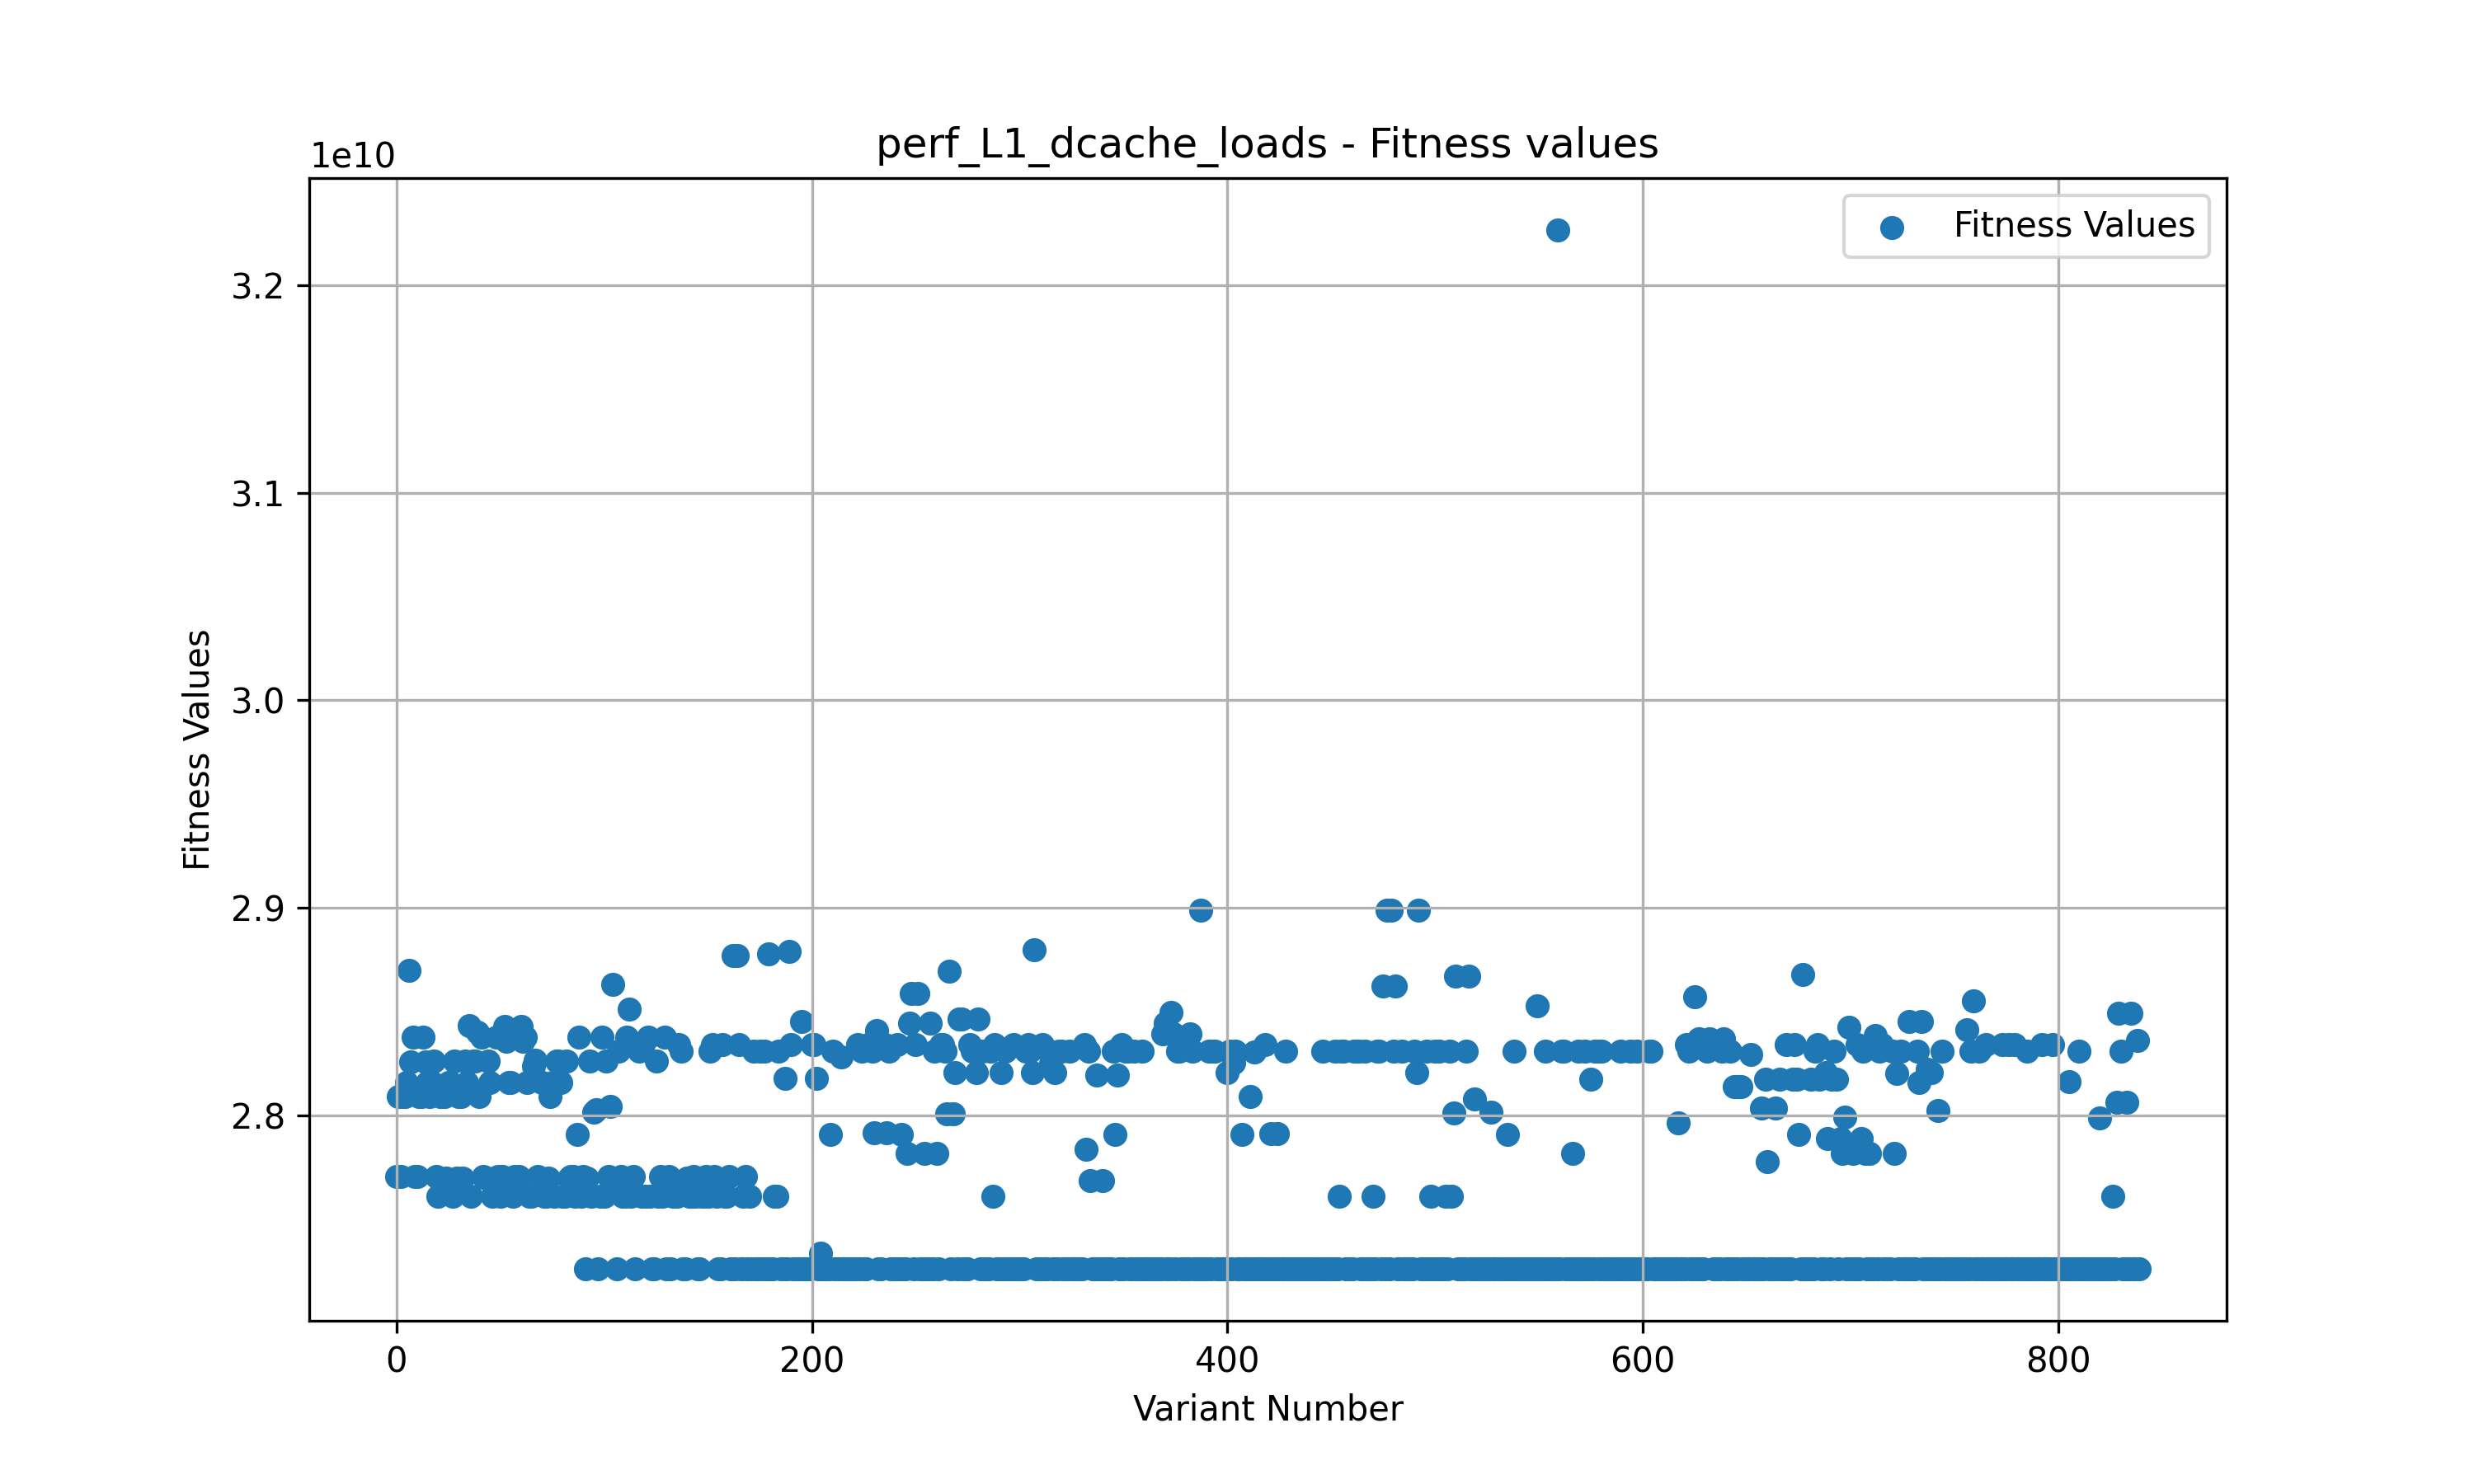 perf_L1_dcache_loads - Fitness values
1e10
Fitness Values
3.2
3.1
3.0
2.9
2.8
Fitness Values
0 200 400 600 800
Variant Number